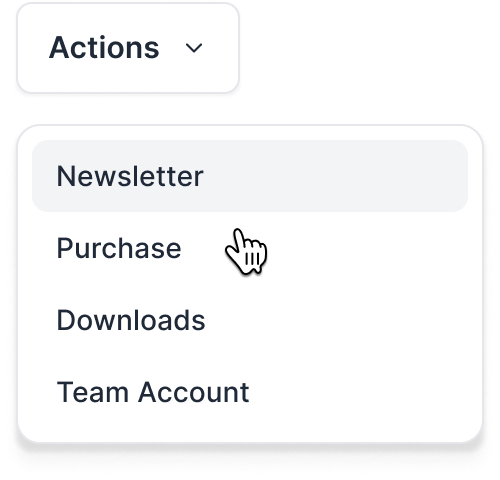 Actions
Newsletter
Purchase
Downloads
Team Account